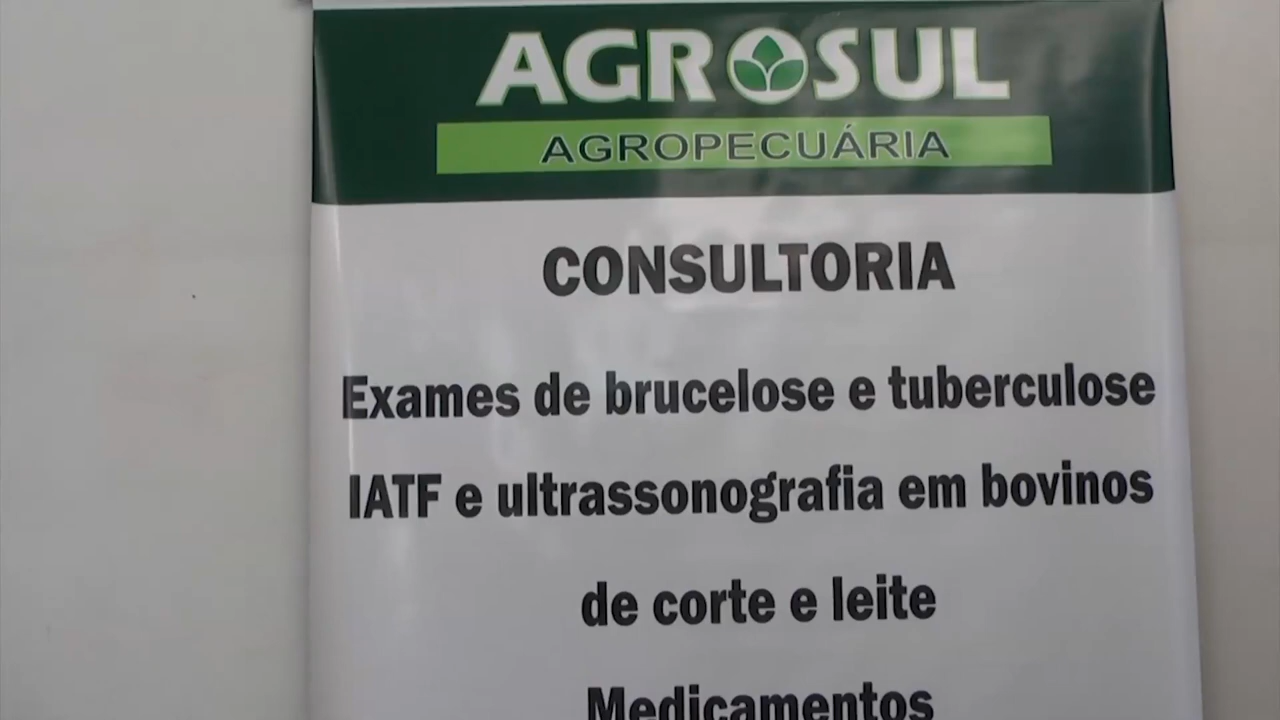 AGROSUL
AGROPECUÁRIA
CONSULTORIA
Exames de brucelose e tuberculose
IATF e ultrassonografia em bovinos
de corte e leite
Medicamentos